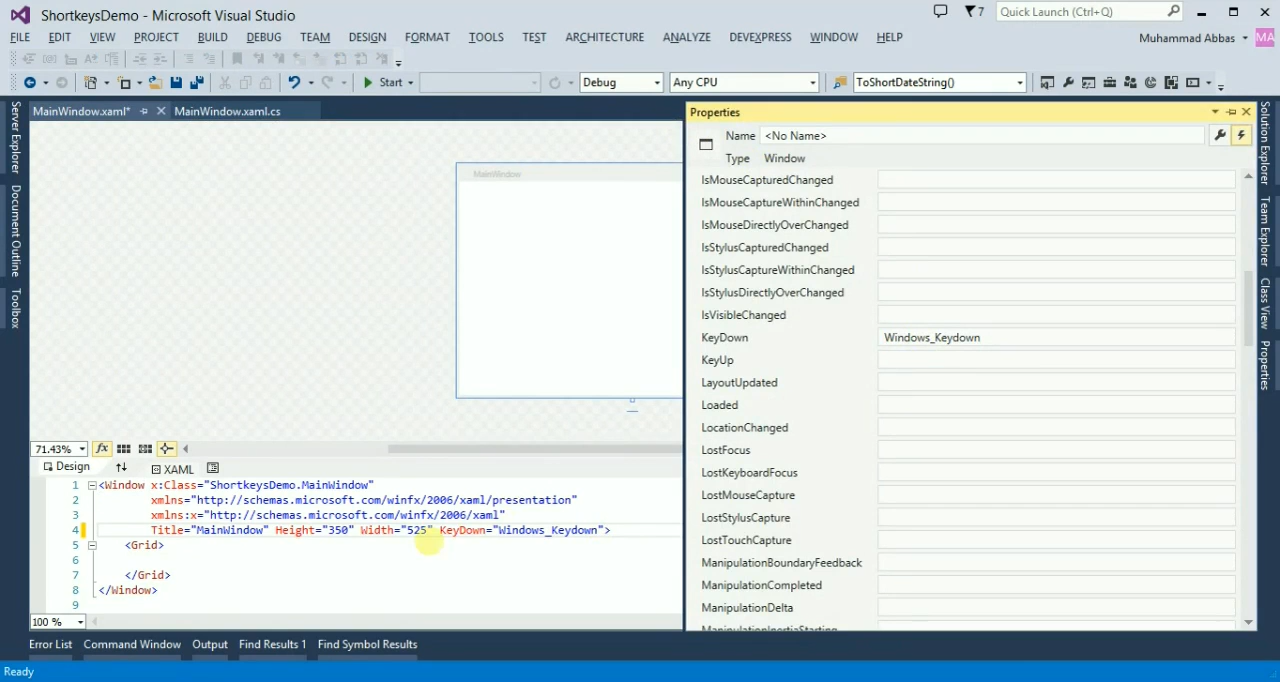 ShortkeysDemo - Microsoft Visual Studio
7
Quick Launch (Ctrl+Q)
FILE EDIT VIEW PROJECT BUILD DEBUG TEAM DESIGN FORMAT TOOLS TEST ARCHITECTURE ANALYZE DEVEXPRESS WINDOW HELP
Muhammad Abbas
MA
Start
Debug
Any CPU
ToShortDateString()
Server Explorer
Document Outline
Toolbox
MainWindow.xaml*
MainWindow.xaml.cs
MainWindow
Properties
Name <No Name>
Type Window
IsMouseCapturedChanged
IsMouseCaptureWithinChanged
IsMouseDirectlyOverChanged
IsStylusCapturedChanged
IsStylusCaptureWithinChanged
IsStylusDirectlyOverChanged
IsVisibleChanged
KeyDown Windows_Keydown
KeyUp
LayoutUpdated
Loaded
LocationChanged
LostFocus
LostKeyboardFocus
LostMouseCapture
LostStylusCapture
LostTouchCapture
ManipulationBoundaryFeedback
ManipulationCompleted
ManipulationDelta
ManipulationInertiaStarting
Solution Explorer
Team Explorer
Class View
Properties
71.43%
fx
Design
XAML
1 <Window x:Class="ShortkeysDemo.MainWindow"
2 xmlns="http://schemas.microsoft.com/winfx/2006/xaml/presentation"
3 xmlns:x="http://schemas.microsoft.com/winfx/2006/xaml"
4 Title="MainWindow" Height="350" Width="525" KeyDown="Windows_Keydown">
5 <Grid>
6
7 </Grid>
8 </Window>
9
100 %
Error List Command Window Output Find Results 1 Find Symbol Results
Ready